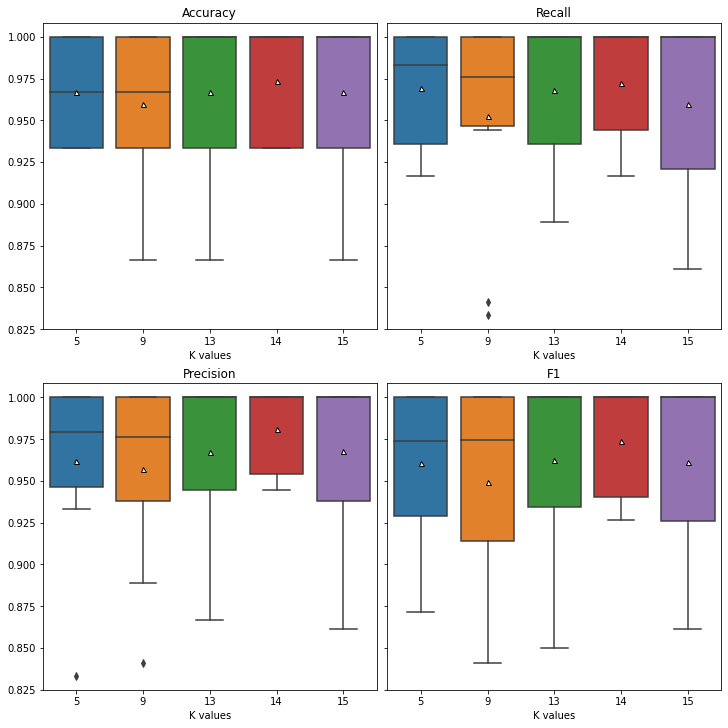 Accuracy
Recall
1.000
0.975
0.950
0.925
0.900
0.875
0.850
0.825
5 9 13 14 15
5 9 13 14 15
K values
K values
Precision
F1
1.000
0.975
0.950
0.925
0.900
0.875
0.850
0.825
5 9 13 14 15
5 9 13 14 15
K values
K values